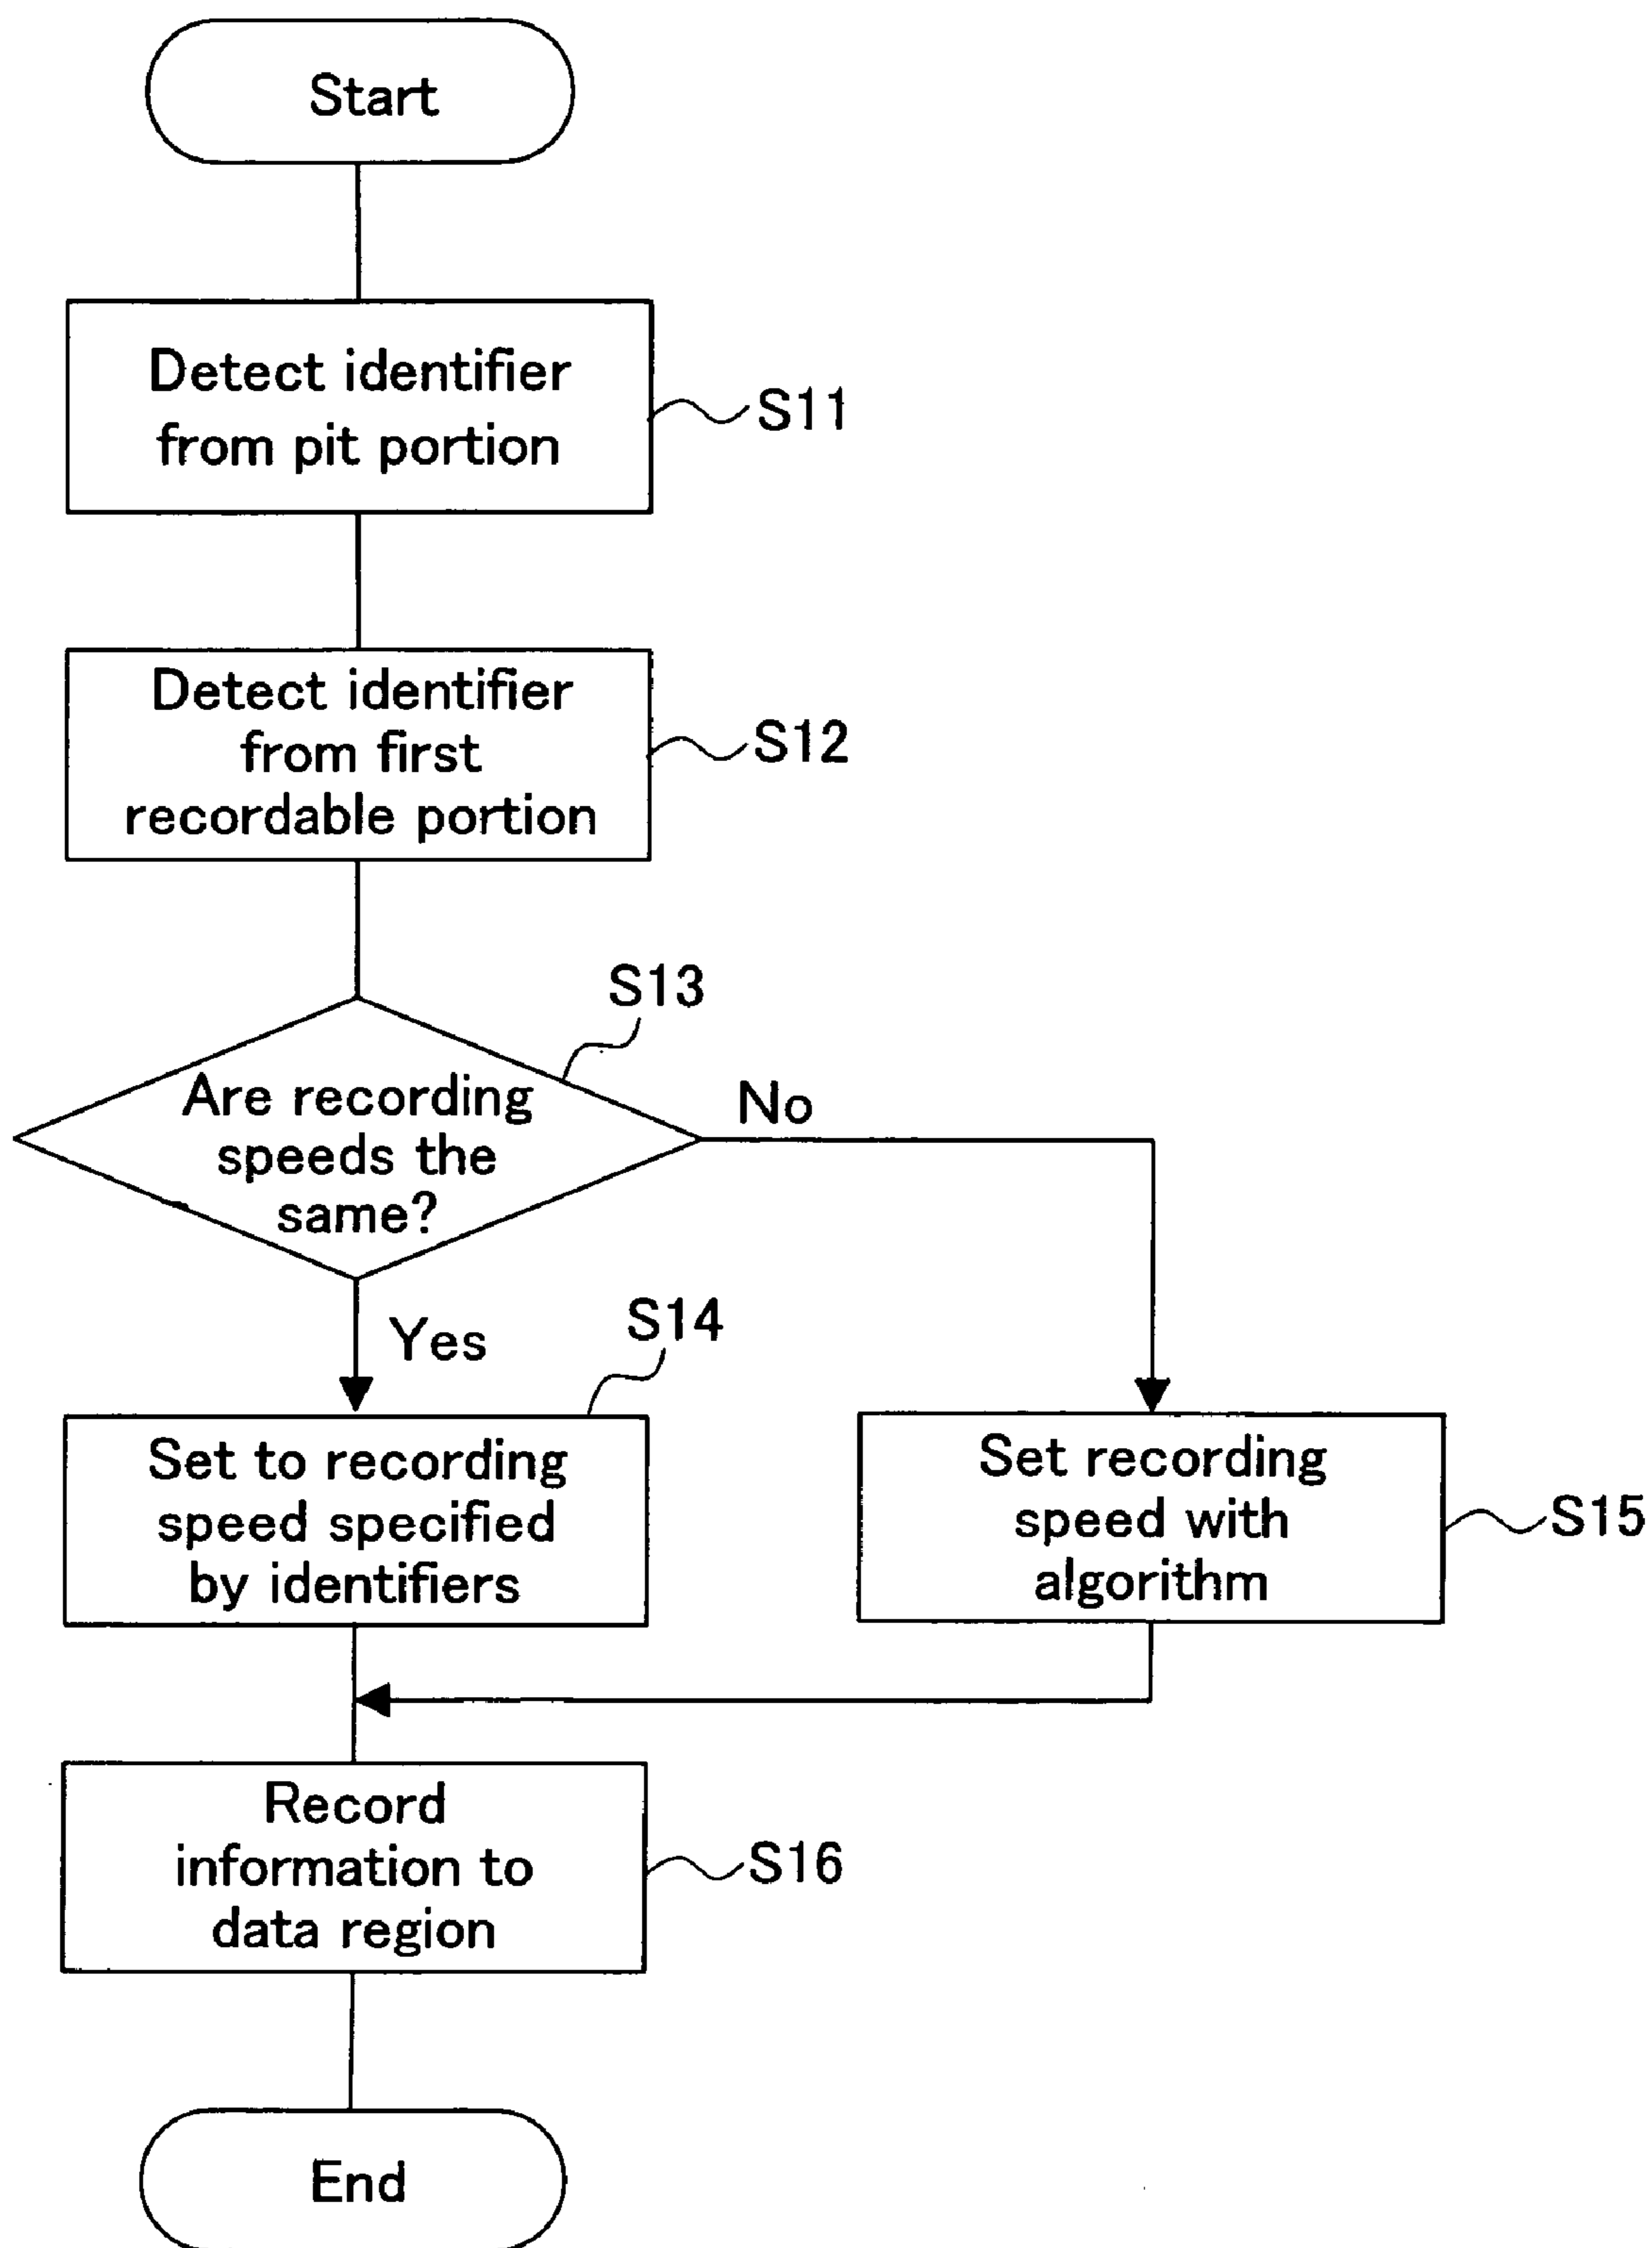 Start
Detect identifier
from pit portion
S11
Detect identifier
from first
recordable portion
S12
S13
Are recording
speeds the
same?
No
Yes
S14
Set to recording
speed specified
by identifiers
Set recording
speed with
algorithm
S15
Record
information to
data region
S16
End